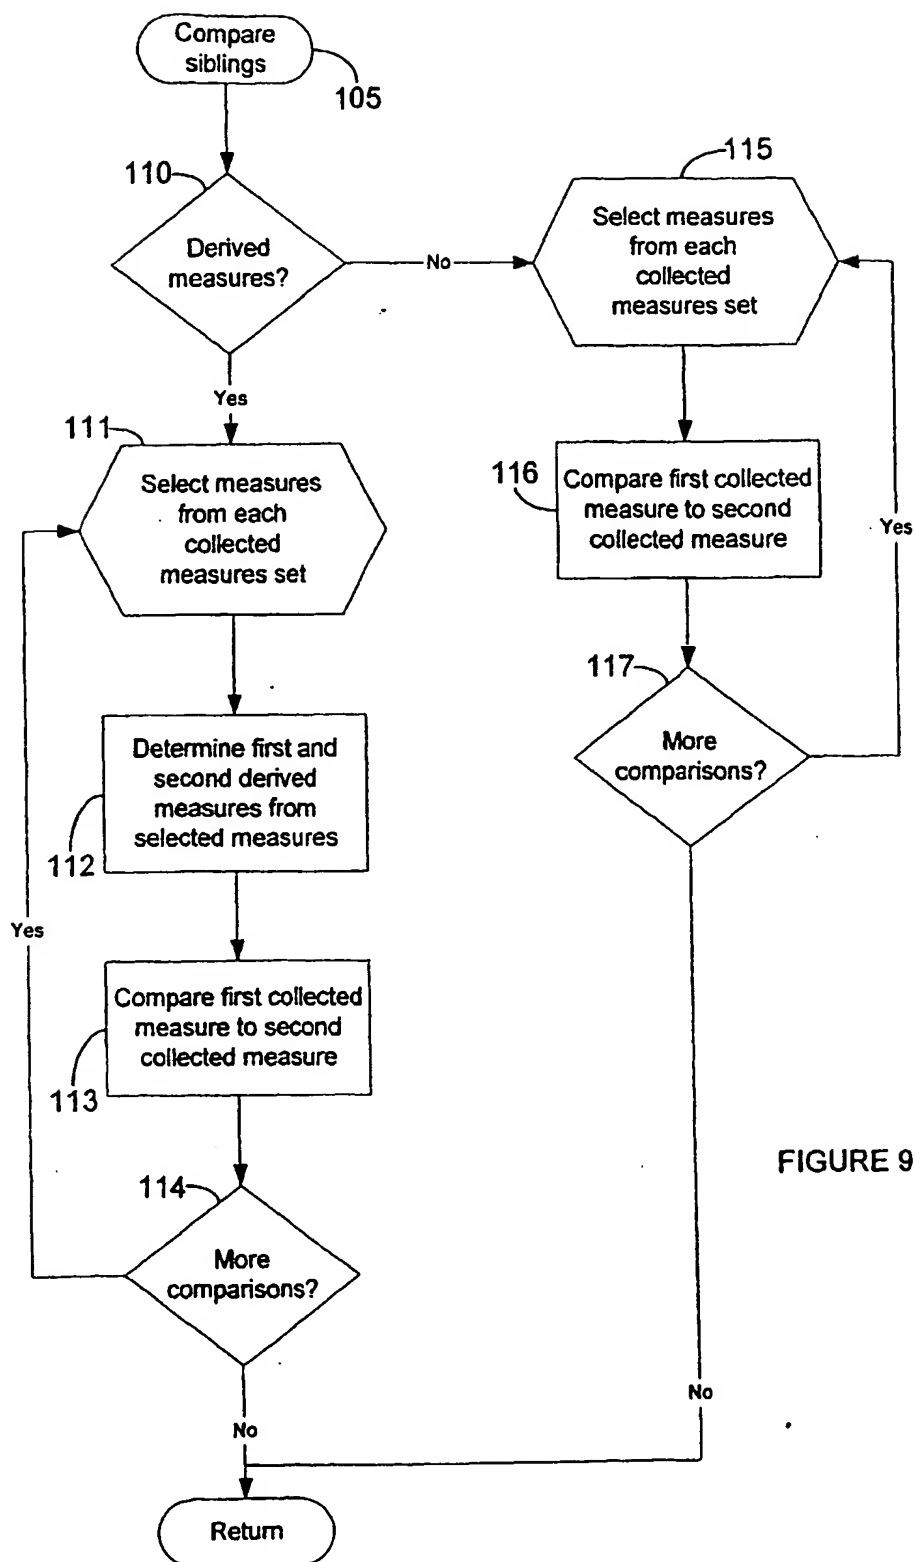 Compare
siblings
105
110
Derived
measures?
No
Yes
115
Select measures
from each
collected
measures set
111
Select measures
from each
collected
measures set
116
Compare first collected
measure to second
collected measure
Yes
117
More
comparisons?
Determine first and
second derived
measures from
selected measures
112
Yes
Compare first collected
measure to second
collected measure
113
114
More
comparisons?
FIGURE 9
No
No
Return